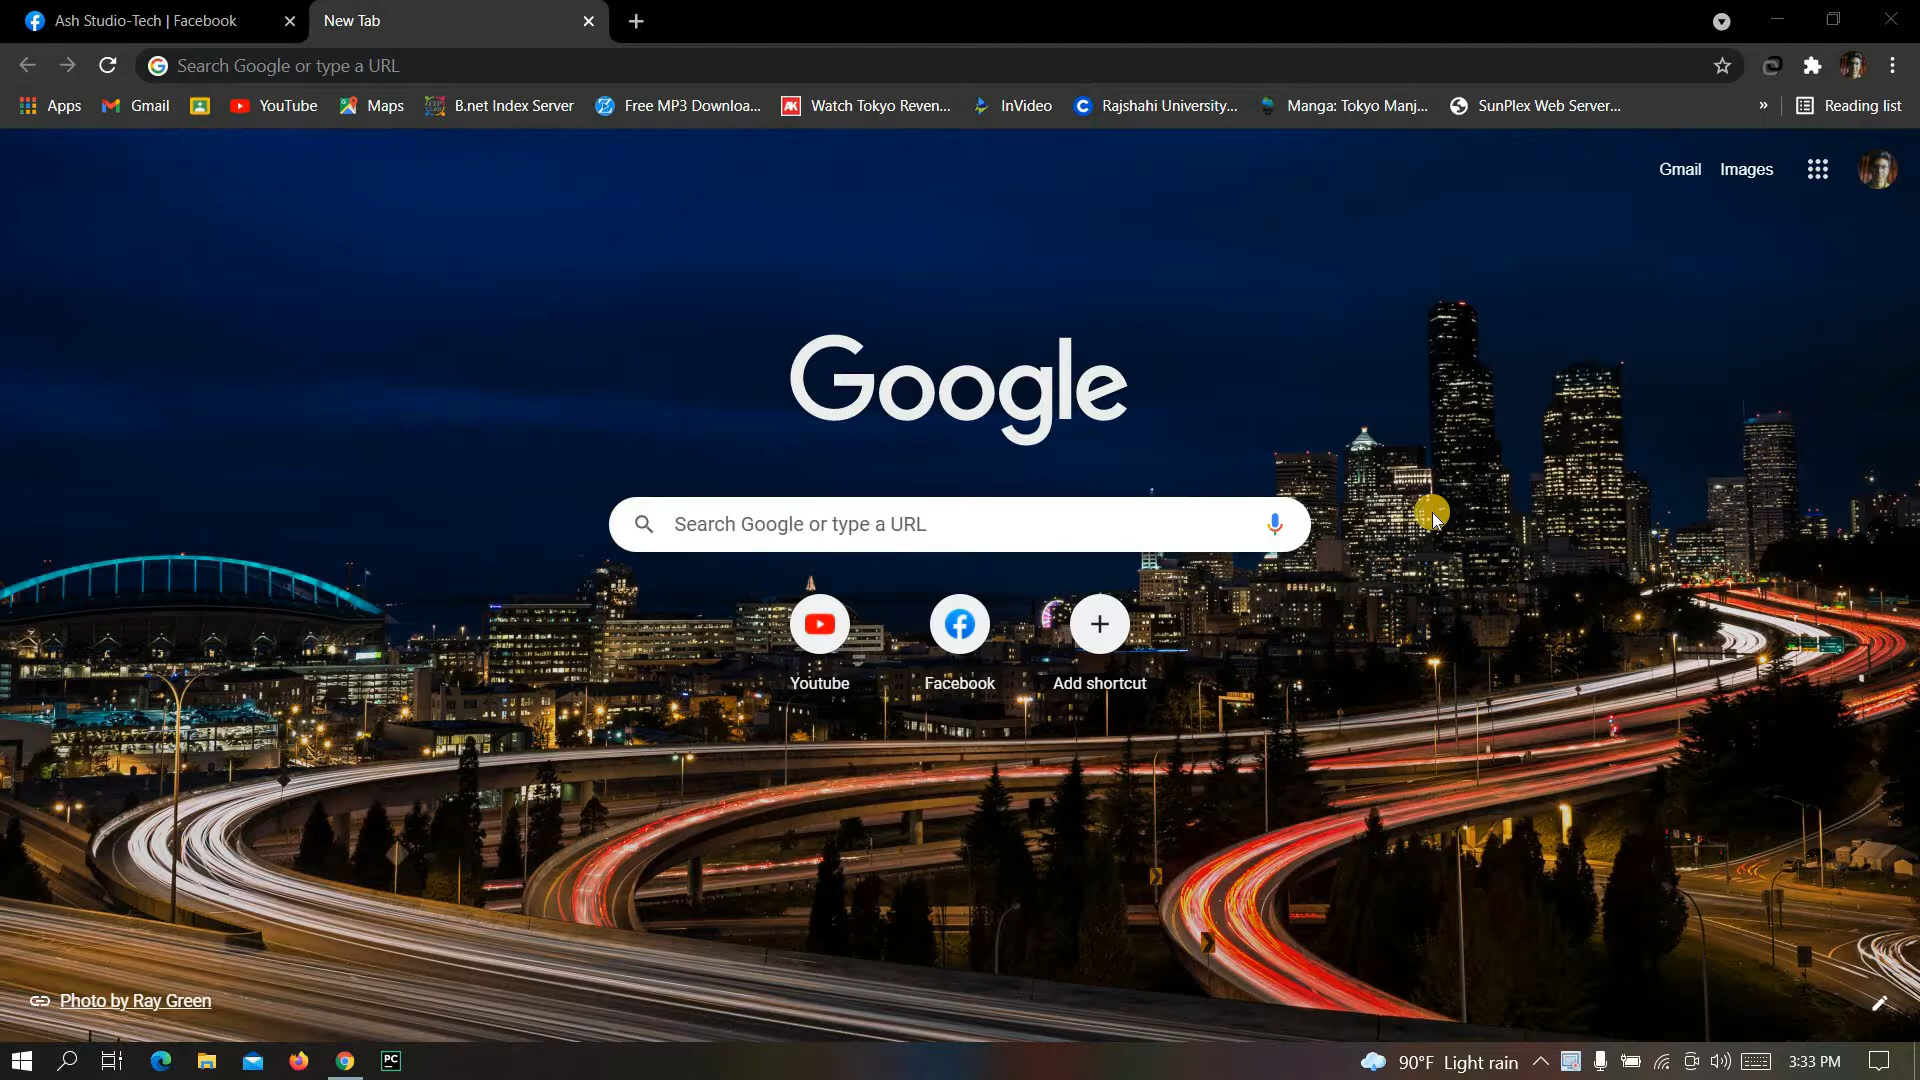 Ash Studio-Tech | Facebook
New Tab
Search Google or type a URL
Apps
Gmail
YouTube
Maps
B.net Index Server
Free MP3 Downloa...
Watch Tokyo Reven...
InVideo
Rajshahi University...
Manga: Tokyo Manj...
SunPlex Web Server...
»
Reading list
Gmail
Images
Google
Search Google or type a URL
Youtube
Facebook
Add shortcut
Photo by Ray Green
PC
90°F Light rain
3:33 PM